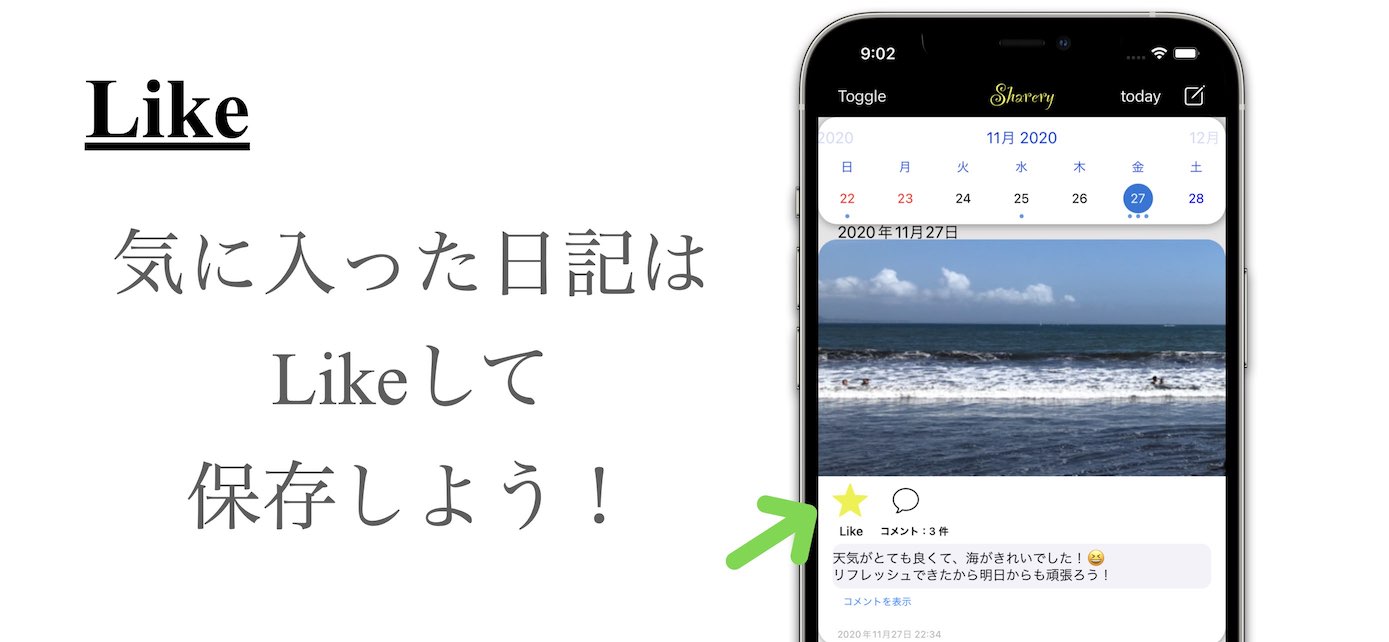 Like
気に入った日記は
Likeして
保存しよう！
9:02
Toggle
Sharery
today
2020
11月 2020
12月
日 月 火 水 木 金 土
22 23 24 25 26 27 28
2020年11月27日
Like
コメント：3 件
天気がとても良くて、海がきれいでした！😆
リフレッシュできたから明日からも頑張ろう！
コメントを表示
2020年11月27日 22:34